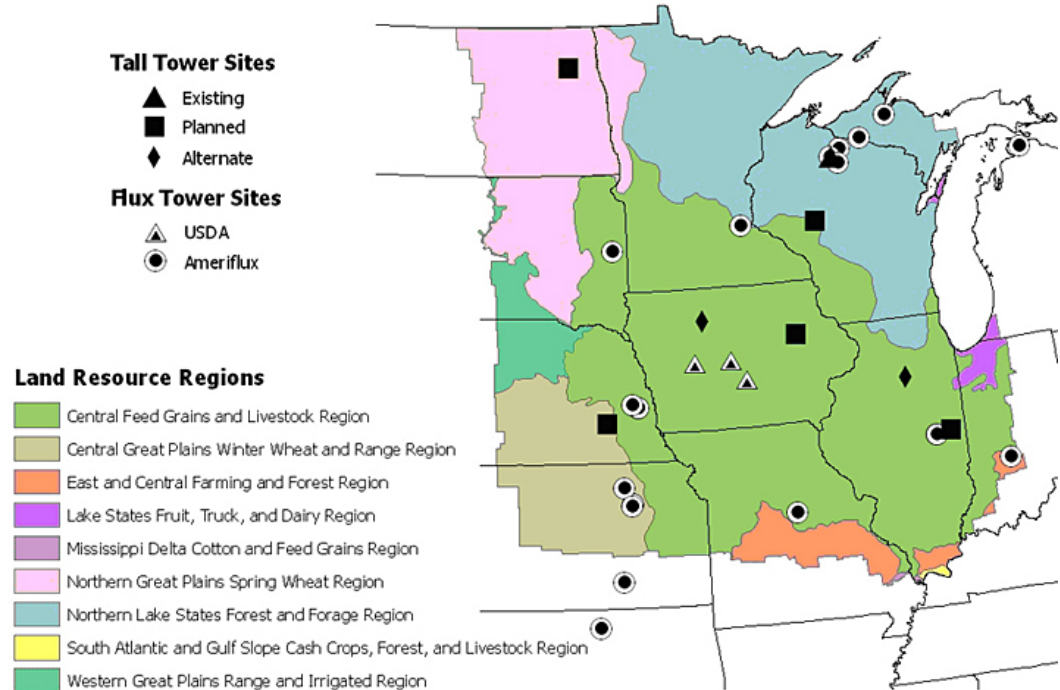 Tall Tower Sites
Existing
Planned
Alternate
Flux Tower Sites
USDA
Ameriflux
Land Resource Regions
Central Feed Grains and Livestock Region
Central Great Plains Winter Wheat and Range Region
East and Central Farming and Forest Region
Lake States Fruit, Truck, and Dairy Region
Mississippi Delta Cotton and Feed Grains Region
Northern Great Plains Spring Wheat Region
Northern Lake States Forest and Forage Region
South Atlantic and Gulf Slope Cash Crops, Forest, and Livestock Region
Western Great Plains Range and Irrigated Region